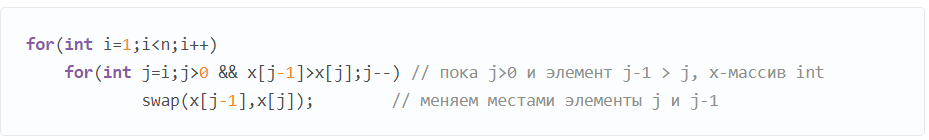 for(int i=1;i<n;i++)
    for(int j=i;j>0 && x[j-1]>x[j];j--) // пока j>0 и элемент j-1 > j, x-массив int
            swap(x[j-1],x[j]);        // меняем местами элементы j и j-1